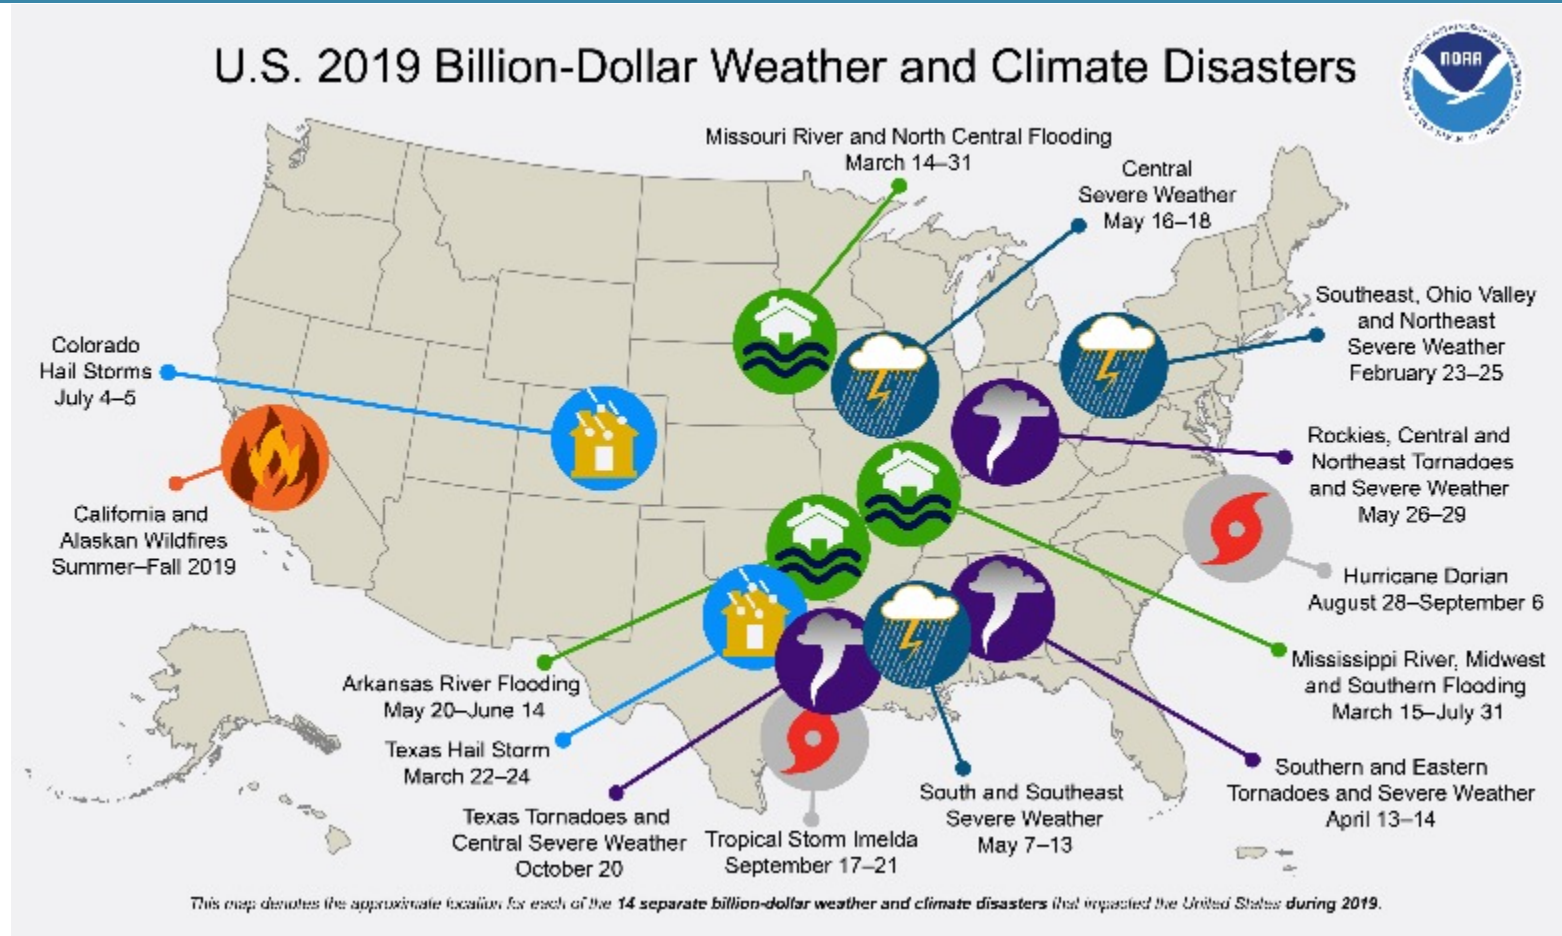 U.S. 2019 Billion-Dollar Weather and Climate Disasters
NOAA
Missouri River and North Central Flooding
March 14–31
Central
Severe Weather
May 16–18
Southeast, Ohio Valley
and Northeast
Severe Weather
February 23–25
Colorado
Hail Storms
July 4–5
Rockies, Central and
Northeast Tornadoes
and Severe Weather
May 26–29
California and
Alaskan Wildfires
Summer–Fall 2019
Hurricane Dorian
August 28–September 6
Mississippi River, Midwest
and Southern Flooding
March 15–July 31
Arkansas River Flooding
May 20–June 14
Texas Hail Storm
March 22–24
Southern and Eastern
Tornadoes and Severe Weather
April 13–14
South and Southeast
Severe Weather
May 7–13
Texas Tornadoes and
Central Severe Weather
October 20
Tropical Storm Imelda
September 17–21
This map denotes the approximate location for each of the 14 separate billion-dollar weather and climate disasters that impacted the United States during 2019.